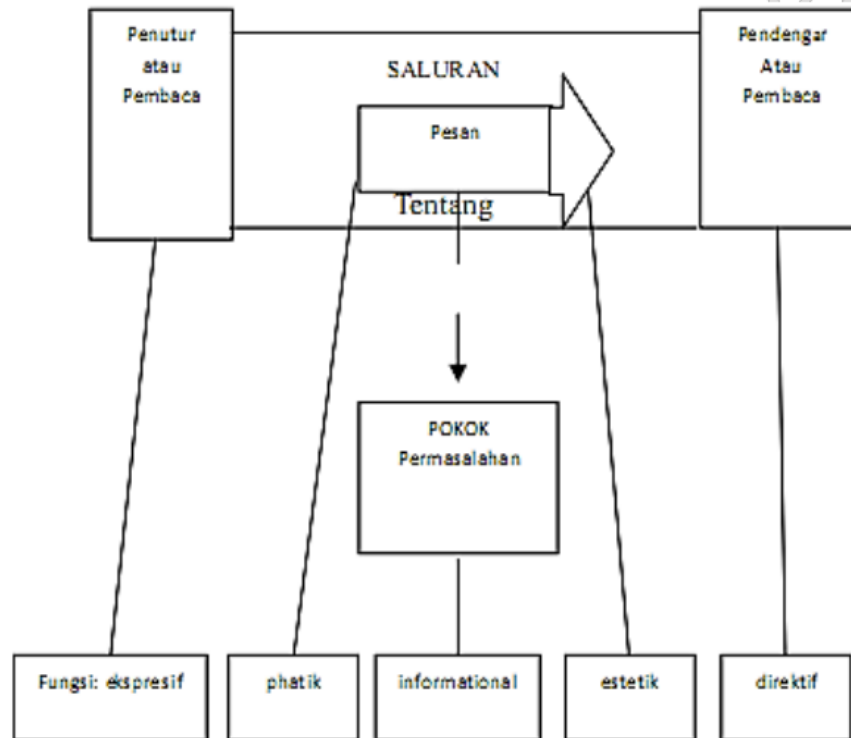 Penutur
atau
Pembaca
SALURAN
Pesan
Tentang
Pendengar
Atau
Pembaca
POKOK
Permasalahan
Fungsi: ekspresif
phatik
informational
estetik
direktif